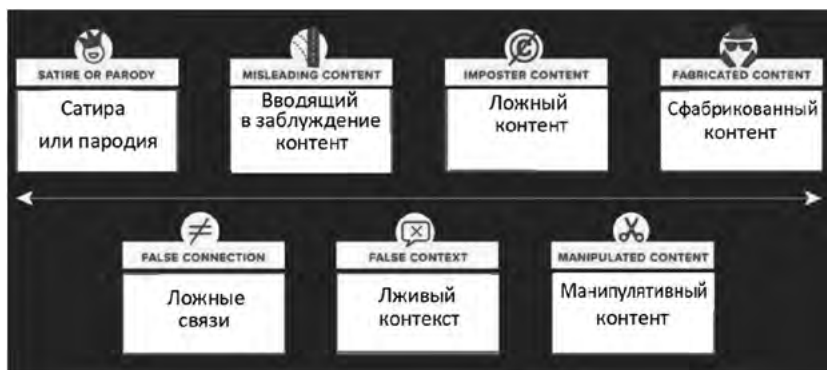 SATIRE OR PARODY
Сатира
или пародия
MISLEADING CONTENT
Вводящий
в заблуждение
контент
IMPOSTER CONTENT
Ложный
контент
FABRICATED CONTENT
Сфабрикованный
контент
FALSE CONNECTION
Ложные
связи
FALSE CONTEXT
Лживый
контекст
MANIPULATED CONTENT
Манипулятивный
контент